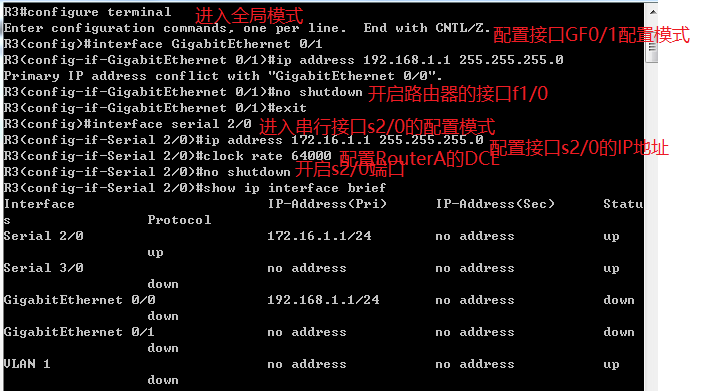 R3#configure terminal 进入全局模式
Enter configuration commands, one per line.  End with CNTL/Z. 配置接口GF0/1配置模式
R3(config)#interface GigabitEthernet 0/1
R3(config-if-GigabitEthernet 0/1)#ip address 192.168.1.1 255.255.255.0
Primary IP address conflict with "GigabitEthernet 0/0".
R3(config-if-GigabitEthernet 0/1)#no shutdown 开启路由器的接口f1/0
R3(config-if-GigabitEthernet 0/1)#exit
R3(config)#interface serial 2/0 进入串行接口s2/0的配置模式
R3(config-if-Serial 2/0)#ip address 172.16.1.1 255.255.255.0 配置接口s2/0的IP地址
R3(config-if-Serial 2/0)#clock rate 64000 配置RouterA的DCE
R3(config-if-Serial 2/0)#no shutdown 开启s2/0端口
R3(config-if-Serial 2/0)#show ip interface brief
Interface IP-Address(Pri) IP-Address(Sec) Statu
s Protocol
Serial 2/0 172.16.1.1/24 no address up
up
Serial 3/0 no address no address up
down
GigabitEthernet 0/0 192.168.1.1/24 no address down
down
GigabitEthernet 0/1 no address no address down
down
VLAN 1 no address no address up
down